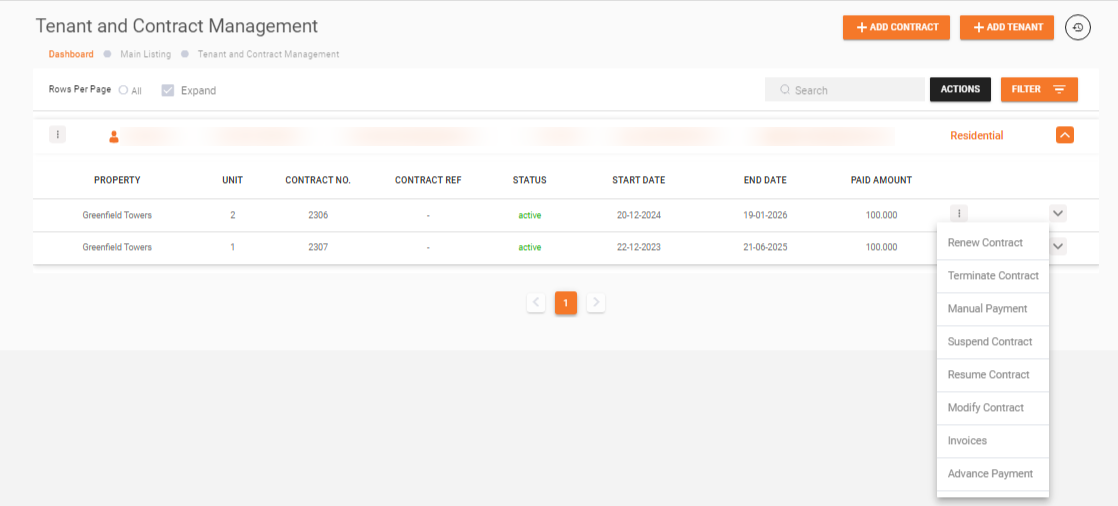 Tenant and Contract Management
+ ADD CONTRACT + ADD TENANT
Dashboard Main Listing Tenant and Contract Management
Rows Per Page All Expand Search ACTIONS FILTER
Residential
PROPERTY UNIT CONTRACT NO. CONTRACT REF STATUS START DATE END DATE PAID AMOUNT
Greenfield Towers 2 2306 - active 20-12-2024 19-01-2026 100.000
Greenfield Towers 1 2307 - active 22-12-2023 21-06-2025 100.000
Renew Contract
Terminate Contract
Manual Payment
1
Suspend Contract
Resume Contract
Modify Contract
Invoices
Advance Payment